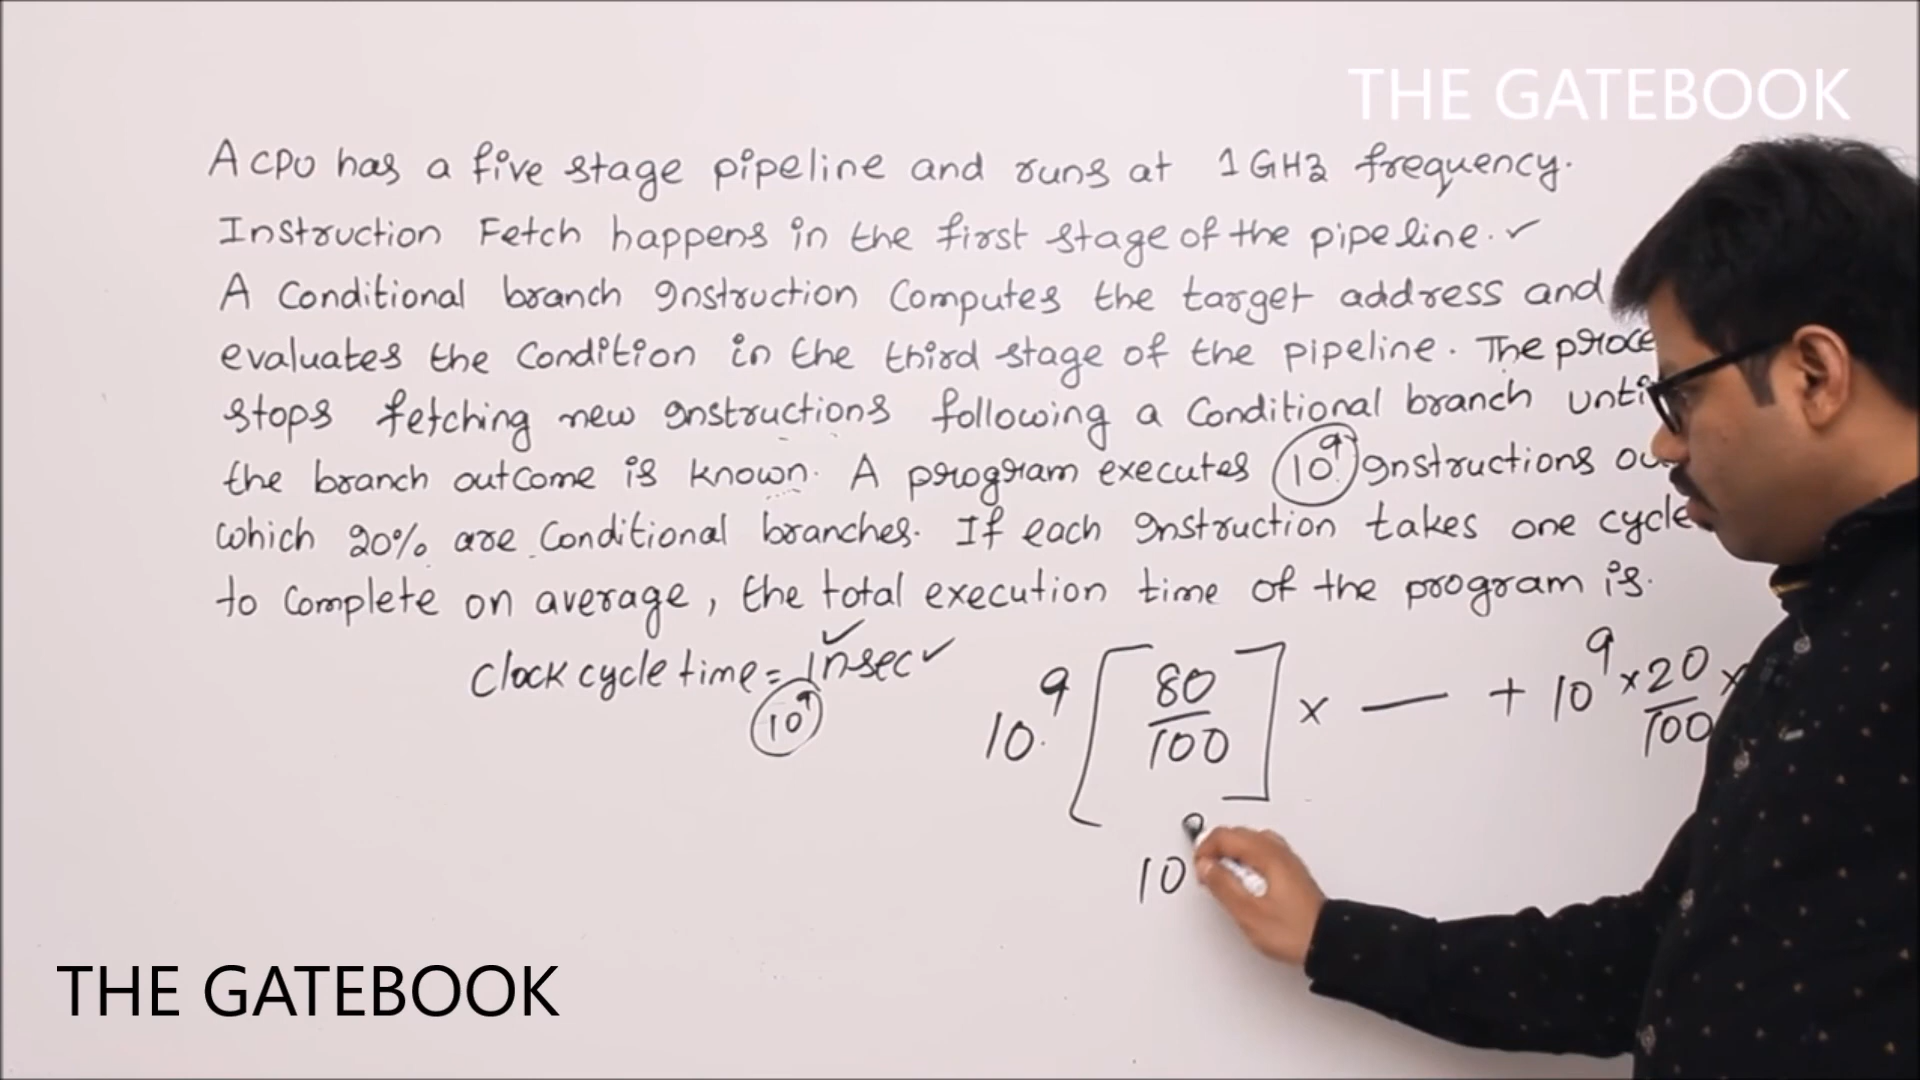 THE GATEBOOK
A CPU has a five stage pipeline and runs at 1 GHz frequency.
Instruction Fetch happens in the first stage of the pipeline. ✓
A Conditional branch Instruction Computes the target address and
evaluates the Condition in the third stage of the pipeline. The proce
stops fetching new Instructions following a Conditional branch unti
the branch outcome is known. A program executes 10^9 Instructions ou
which 20% are Conditional branches. If each Instruction takes one cycle
to Complete on average, the total execution time of the program is.
Clock cycle time = 1nsec ✓
10^9
10^9 [80/100] × — + 10^9 × 20/100 ×
10
THE GATEBOOK